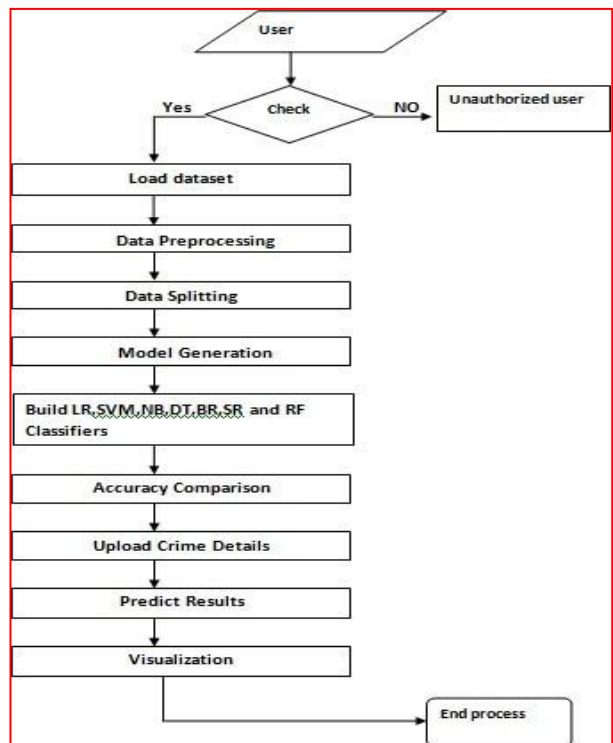 User
Check
Yes
NO
Unauthorized user
Load dataset
Data Preprocessing
Data Splitting
Model Generation
Build LR,SVM,NB,DT,BR,SR and RF
Classifiers
Accuracy Comparison
Upload Crime Details
Predict Results
Visualization
End process